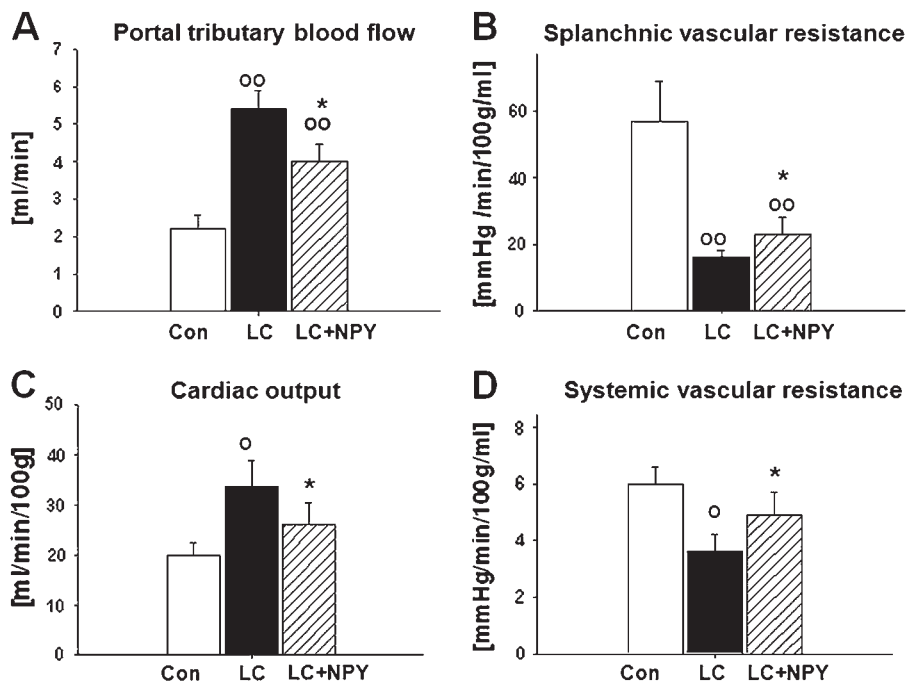 A Portal tributary blood flow
[ml/min]
7
6
5
4
3
2
1
0
oo
*
oo
Con LC LC+NPY
B Splanchnic vascular resistance
[mmHg /min/100g/ml]
60
40
20
0
oo
*
oo
Con LC LC+NPY
C Cardiac output
[ml/min/100g]
50
40
30
20
10
0
o
*
Con LC LC+NPY
D Systemic vascular resistance
[mmHg/min/100g/ml]
8
6
4
2
0
o
*
Con LC LC+NPY